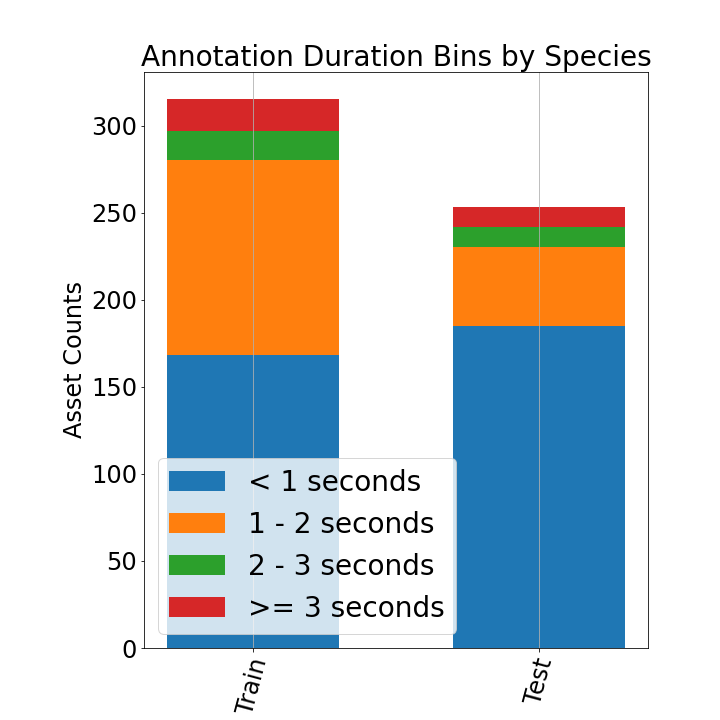 Annotation Duration Bins by Species
Asset Counts
300
250
200
150
100
50
0
< 1 seconds
1 - 2 seconds
2 - 3 seconds
>= 3 seconds
Train
Test